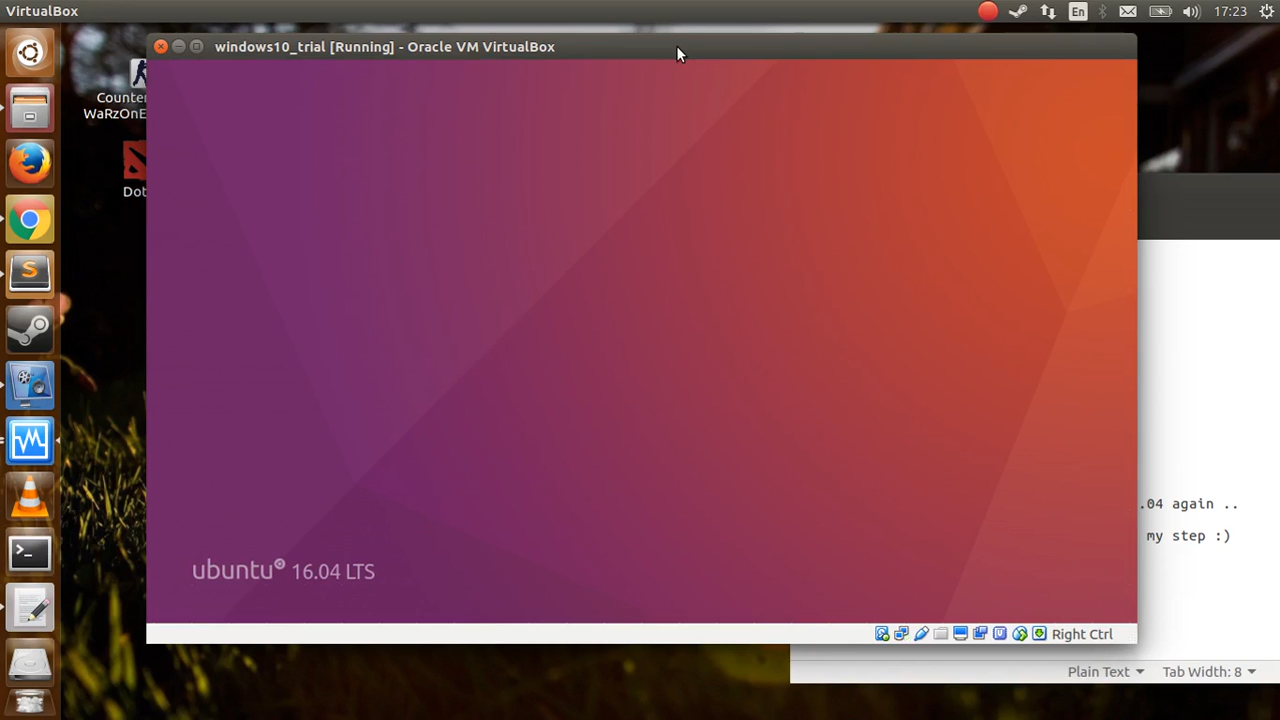 VirtualBox
En
17:23
windows10_trial [Running] - Oracle VM VirtualBox
Counter
WaRzOnE
Dot
.04 again ..
my step :)
ubuntu 16.04 LTS
Right Ctrl
Plain Text
Tab Width: 8